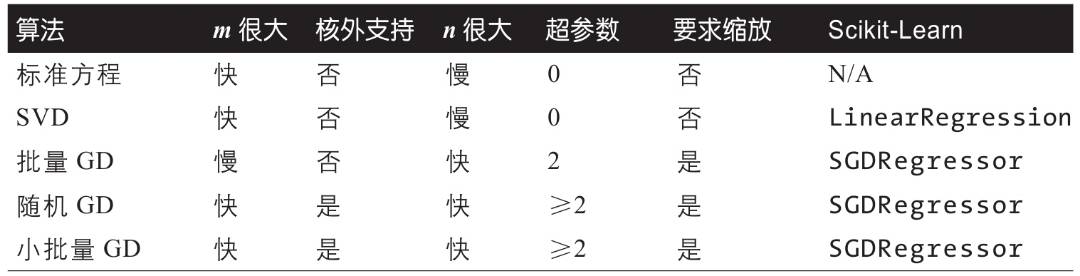 算法 m 很大 核外支持 n 很大 超参数 要求缩放 Scikit-Learn
标准方程 快 否 慢 0 否 N/A
SVD 快 否 慢 0 否 LinearRegression
批量 GD 慢 否 快 2 是 SGDRegressor
随机 GD 快 是 快 ≥2 是 SGDRegressor
小批量 GD 快 是 快 ≥2 是 SGDRegressor